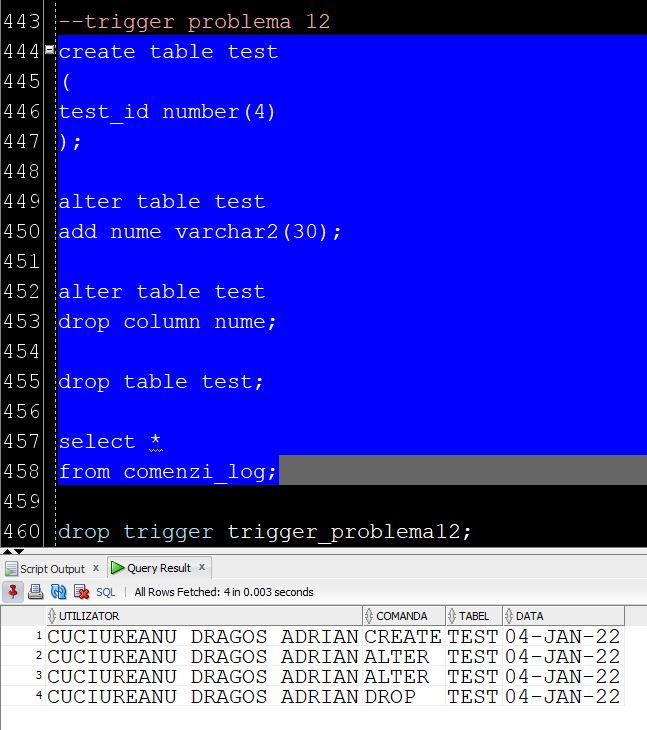 443 --trigger problema 12
444 create table test
445 (
446 test_id number(4)
447 );
448
449 alter table test
450 add nume varchar2(30);
451
452 alter table test
453 drop column nume;
454
455 drop table test;
456
457 select *
458 from comenzi_log;
459
460 drop trigger trigger_problema12;
Script Output x Query Result x
SQL | All Rows Fetched: 4 in 0.003 seconds
UTILIZATOR COMANDA TABEL DATA
1 CUCIUREANU DRAGOS ADRIAN CREATE TEST 04-JAN-22
2 CUCIUREANU DRAGOS ADRIAN ALTER TEST 04-JAN-22
3 CUCIUREANU DRAGOS ADRIAN ALTER TEST 04-JAN-22
4 CUCIUREANU DRAGOS ADRIAN DROP TEST 04-JAN-22